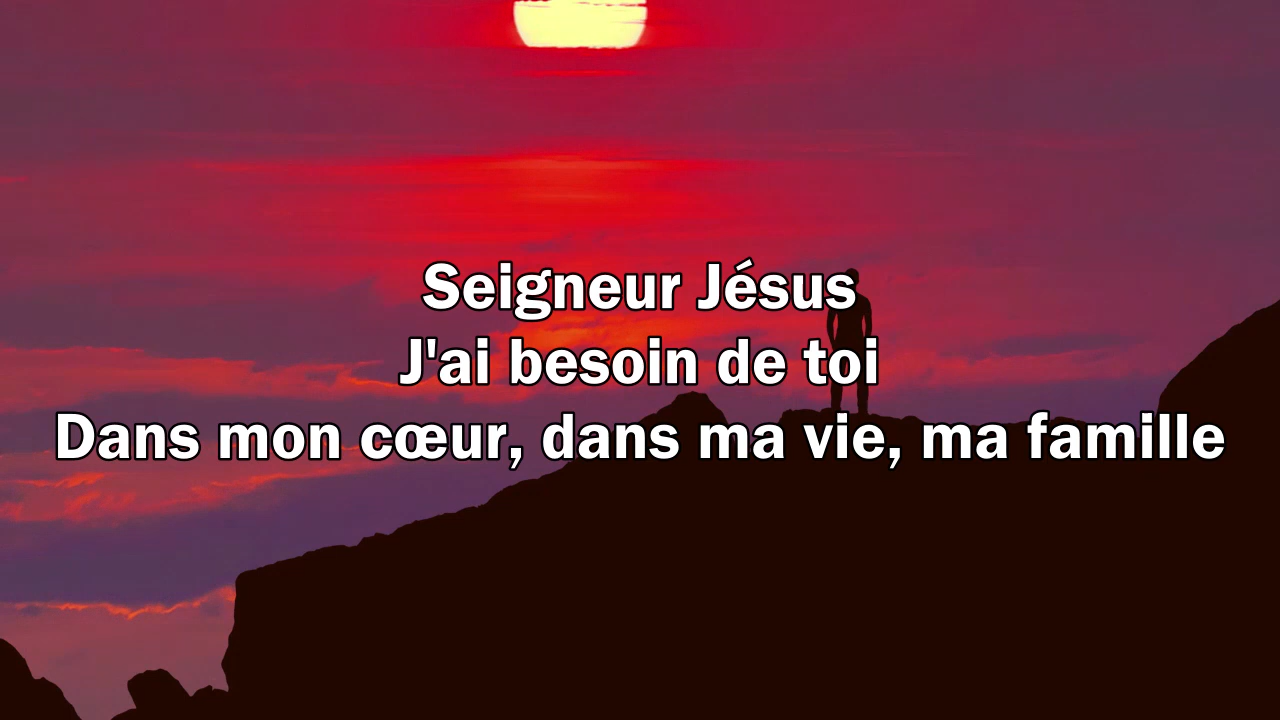 Seigneur Jésus
J'ai besoin de toi
Dans mon cœur, dans ma vie, ma famille